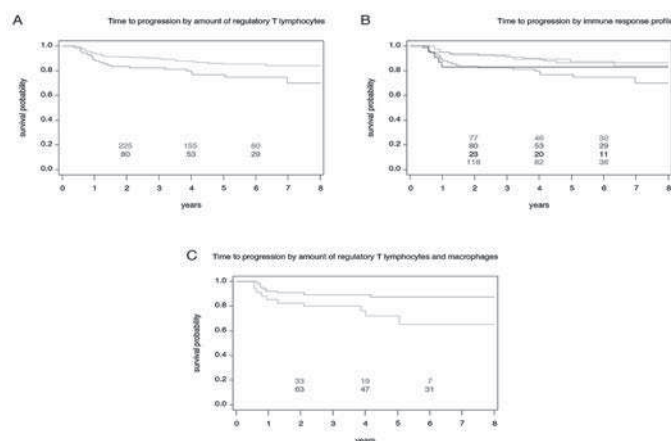 A Time to progression by amount of regulatory T lymphocytes
1.0
0.8
0.6
0.4
0.2
0.0
survival probability
225 155 60
80 53 29
0 1 2 3 4 5 6 7 8
years
B Time to progression by immune response profile
1.0
0.8
0.6
0.4
0.2
0.0
survival probability
77 46 32
80 53 29
23 20 11
118 82 36
0 1 2 3 4 5 6 7 8
years
C Time to progression by amount of regulatory T lymphocytes and macrophages
1.0
0.8
0.6
0.4
0.2
0.0
survival probability
33 19 7
63 47 31
0 1 2 3 4 5 6 7 8
years